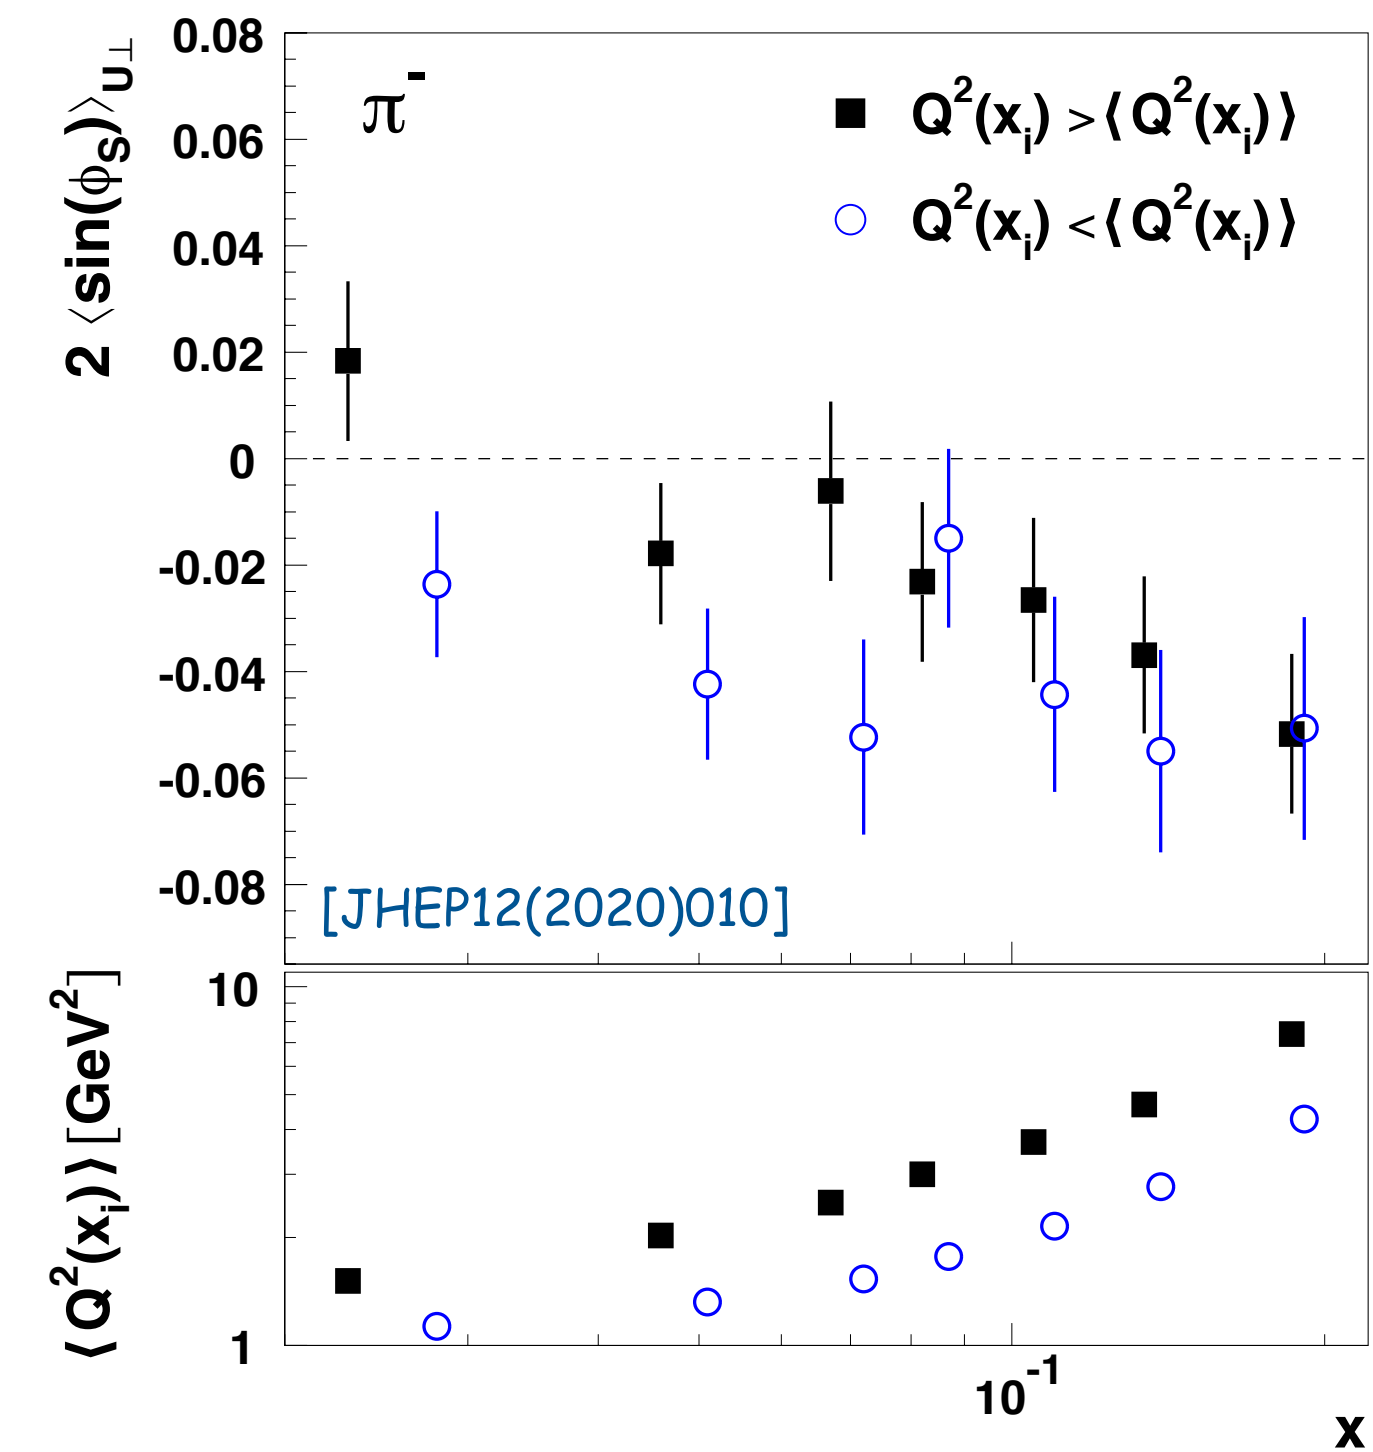 2 ⟨sin(ϕS)⟩U⊥
0.08
0.06
0.04
0.02
0
-0.02
-0.04
-0.06
-0.08
π-
Q2(xi) > ⟨Q2(xi)⟩
Q2(xi) < ⟨Q2(xi)⟩
[JHEP12(2020)010]
⟨Q2(xi)⟩ [GeV2]
10
1
10-1
x